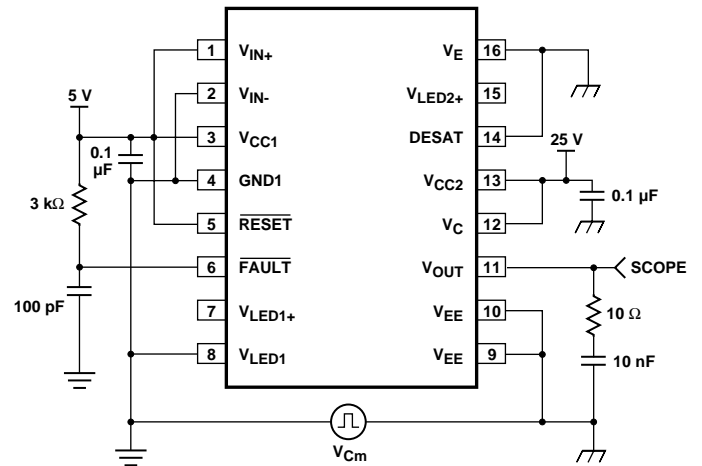 1 V_IN+
2 V_IN-
3 V_CC1
4 GND1
5 RESET
6 FAULT
7 V_LED1+
8 V_LED1
V_E 16
V_LED2+ 15
DESAT 14
V_CC2 13
V_C 12
V_OUT 11
V_EE 10
V_EE 9
5 V
0.1
µF
3 kΩ
100 pF
25 V
0.1 µF
SCOPE
10 Ω
10 nF
V_Cm